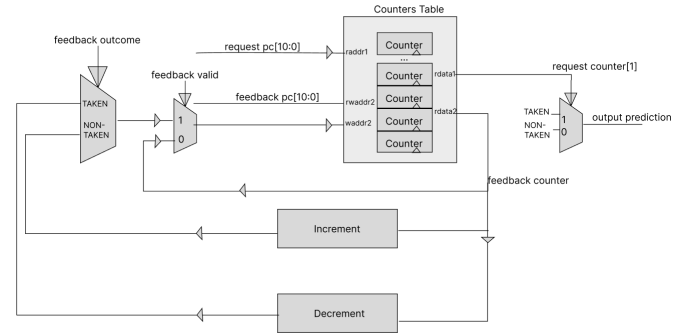 Counters Table
feedback outcome
request pc[10:0]
raddr1
Counter
...
request counter[1]
feedback valid
Counter
rdata1
TAKEN
feedback pc[10:0]
rwaddr2
Counter
rdata2
TAKEN
1
output prediction
NON-
TAKEN
1
waddr2
Counter
NON-
TAKEN
0
0
Counter
feedback counter
Increment
Decrement